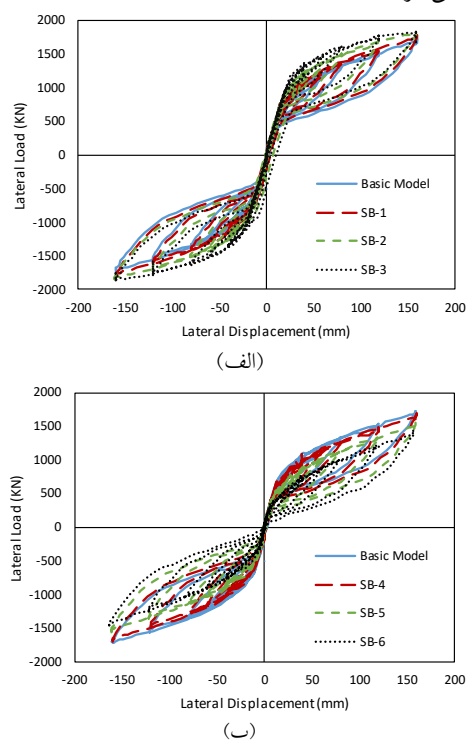 2000
1500
1000
500
0
-500
-1000
-1500
-2000
-200 -150 -100 -50 0 50 100 150 200
Lateral Load (KN)
Lateral Displacement (mm)
Basic Model
SB-1
SB-2
SB-3
(الف)
2000
1500
1000
500
0
-500
-1000
-1500
-2000
-200 -150 -100 -50 0 50 100 150 200
Lateral Load (KN)
Lateral Displacement (mm)
Basic Model
SB-4
SB-5
SB-6
(ب)